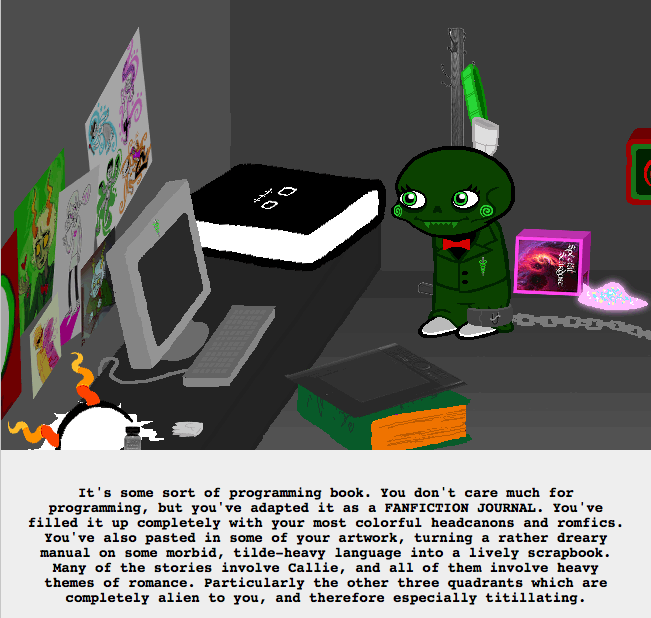 ~ATH
Special Stardust
It's some sort of programming book. You don't care much for
programming, but you've adapted it as a FANFICTION JOURNAL. You've
filled it up completely with your most colorful headcanons and romfics.
You've also pasted in some of your artwork, turning a rather dreary
manual on some morbid, tilde-heavy language into a lively scrapbook.
Many of the stories involve Callie, and all of them involve heavy
themes of romance. Particularly the other three quadrants which are
completely alien to you, and therefore especially titillating.